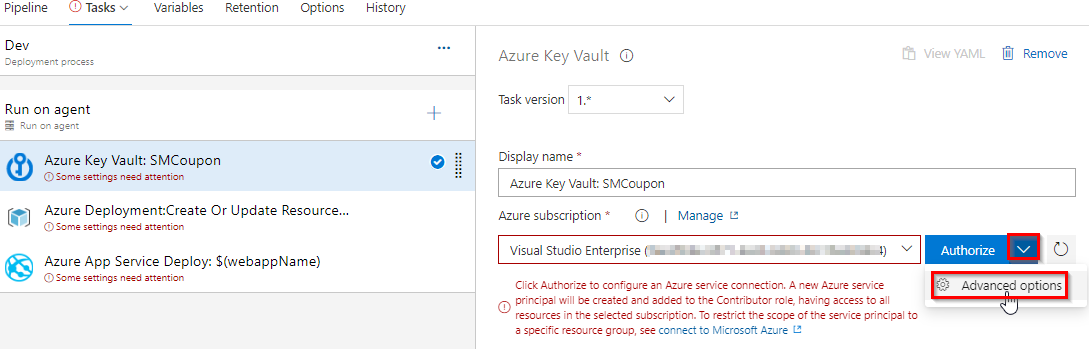 Pipeline Tasks Variables Retention Options History
Dev
Deployment process
Run on agent
Run on agent
Azure Key Vault: SMCoupon
Some settings need attention
Azure Deployment:Create Or Update Resource...
Some settings need attention
Azure App Service Deploy: $(webappName)
Some settings need attention
Azure Key Vault
View YAML Remove
Task version 1.*
Display name *
Azure Key Vault: SMCoupon
Azure subscription * | Manage
Visual Studio Enterprise ( 4)
Authorize
Advanced options
Click Authorize to configure an Azure service connection. A new Azure service
principal will be created and added to the Contributor role, having access to all
resources in the selected subscription. To restrict the scope of the service principal to
a specific resource group, see connect to Microsoft Azure